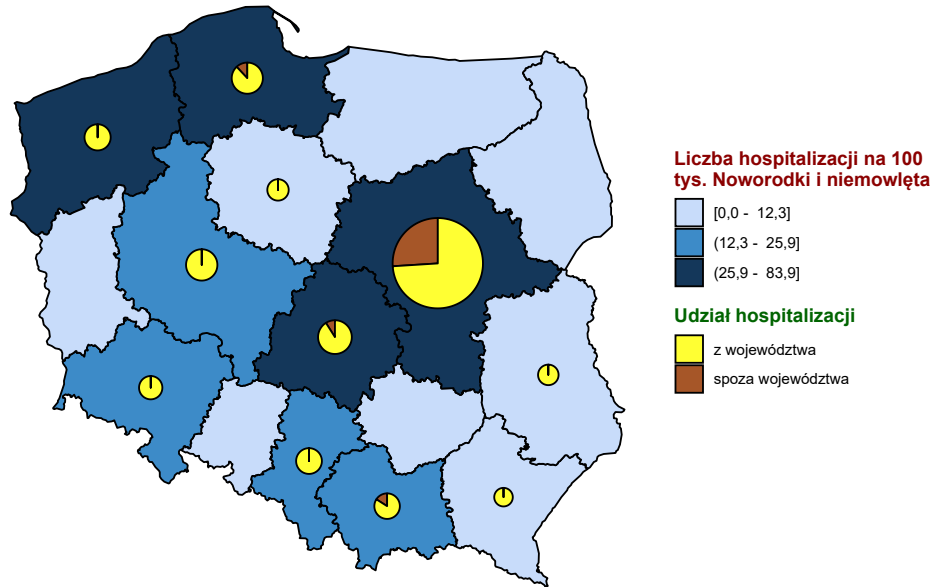 Liczba hospitalizacji na 100
tys. Noworodki i niemowlęta
[0,0 - 12,3]
(12,3 - 25,9]
(25,9 - 83,9]
Udział hospitalizacji
z województwa
spoza województwa